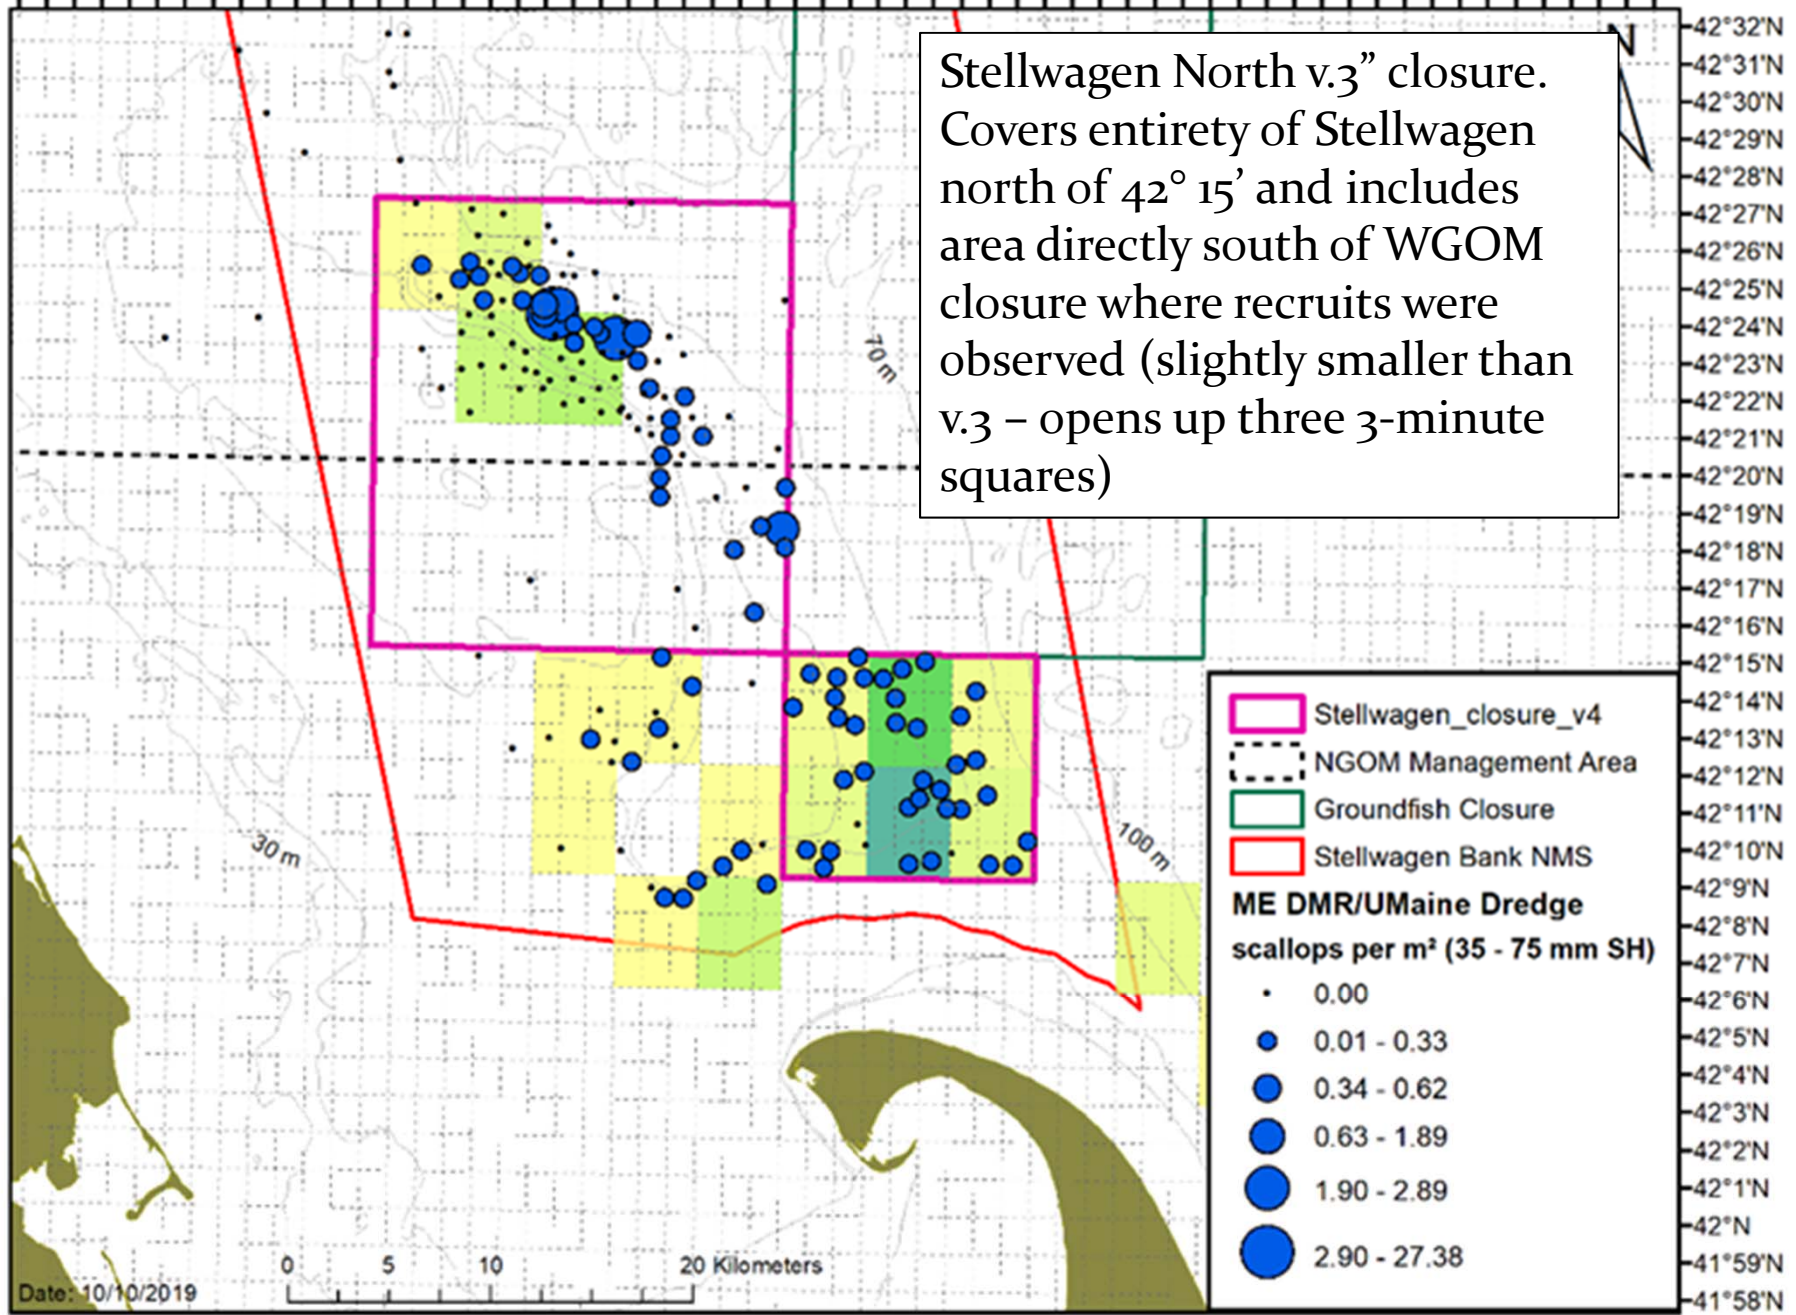 Stellwagen North v.3” closure.
Covers entirety of Stellwagen
north of 42° 15’ and includes
area directly south of WGOM
closure where recruits were
observed (slightly smaller than
v.3 – opens up three 3-minute
squares)
N
42°32'N
42°31'N
42°30'N
42°29'N
42°28'N
42°27'N
42°26'N
42°25'N
42°24'N
42°23'N
42°22'N
42°21'N
42°20'N
42°19'N
42°18'N
42°17'N
42°16'N
42°15'N
42°14'N
42°13'N
42°12'N
42°11'N
42°10'N
42°9'N
42°8'N
42°7'N
42°6'N
42°5'N
42°4'N
42°3'N
42°2'N
42°1'N
42°N
41°59'N
41°58'N
70 m
30 m
100 m
Stellwagen_closure_v4
NGOM Management Area
Groundfish Closure
Stellwagen Bank NMS
ME DMR/UMaine Dredge
scallops per m² (35 - 75 mm SH)
0.00
0.01 - 0.33
0.34 - 0.62
0.63 - 1.89
1.90 - 2.89
2.90 - 27.38
0 5 10 20 Kilometers
Date: 10/10/2019